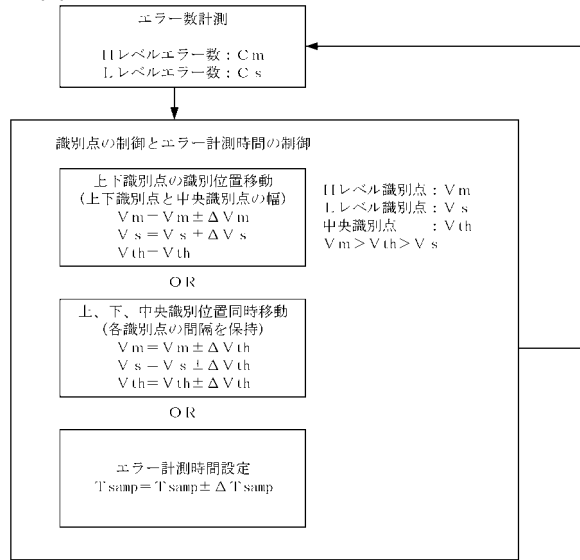 エラー数計測
Hレベルエラー数：Cm
Lレベルエラー数：Cs
識別点の制御とエラー計測時間の制御
上下識別点の識別位置移動
(上下識別点と中央識別点の幅)
Vm=Vm±ΔVm
Vs=Vs±ΔVs
Vth=Vth
Hレベル識別点：Vm
Lレベル識別点：Vs
中央識別点　　：Vth
Vm>Vth>Vs
OR
上、下、中央識別位置同時移動
(各識別点の間隔を保持)
Vm=Vm±ΔVth
Vs=Vs±ΔVth
Vth=Vth±ΔVth
OR
エラー計測時間設定
Tsamp=Tsamp±ΔTsamp